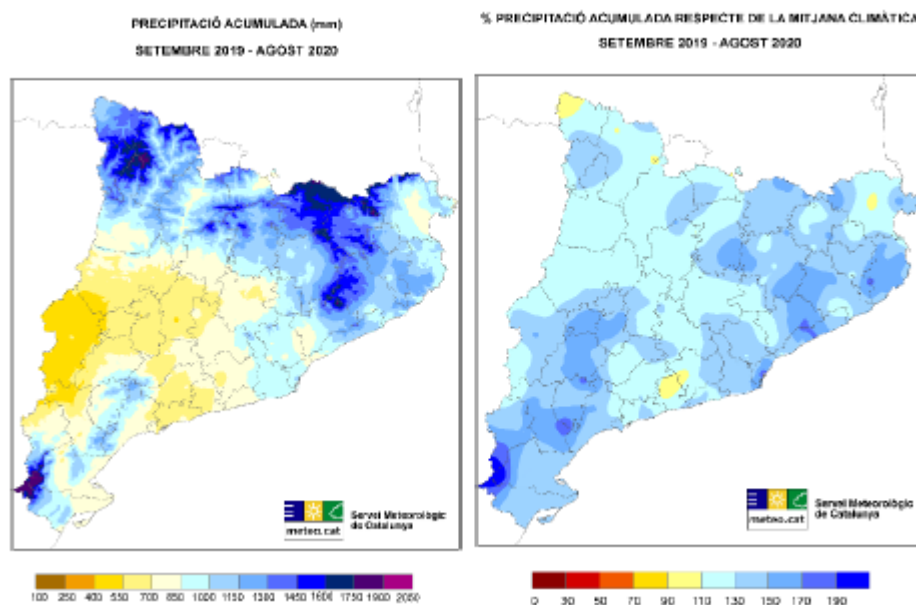 PRECIPITACIÓ ACUMULADA (mm)
SETEMBRE 2019 - AGOST 2020
% PRECIPITACIÓ ACUMULADA RESPECTE DE LA MITJANA CLIMÀTICA
SETEMBRE 2019 - AGOST 2020
meteo.cat
Servei Meteorològic
de Catalunya
meteo.cat
Servei Meteorològic
de Catalunya
100 250 400 550 700 850 1000 1150 1300 1450 1600 1750 1900 2050
0 30 50 70 90 110 130 150 170 190